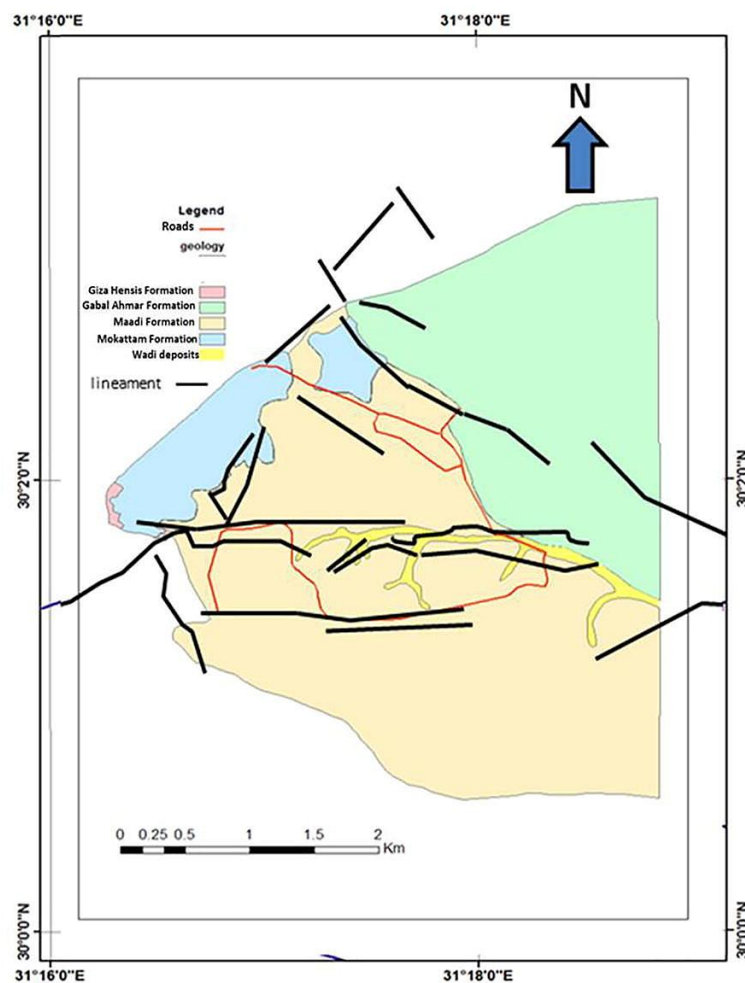 31°16'0"E 31°18'0"E
N
Legend
Roads
geology
Giza Hensis Formation
Gabal Ahmar Formation
Maadi Formation
Mokattam Formation
Wadi deposits
lineament
30°2'0"N
30°2'0"N
0 0.25 0.5 1 1.5 2
Km
30°0'0"N
30°0'0"N
31°16'0"E 31°18'0"E